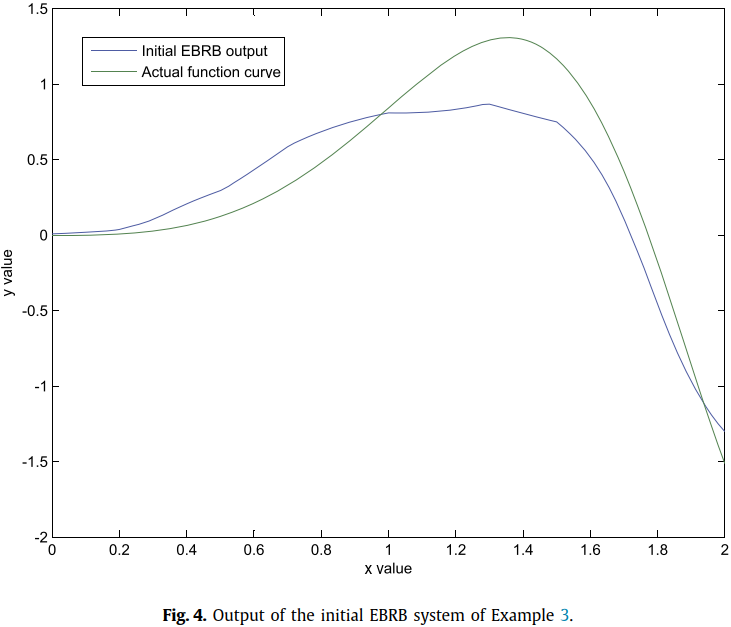 1.5
Initial EBRB output
Actual function curve
1
0.5
0
-0.5
-1
-1.5
-2
y value
0 0.2 0.4 0.6 0.8 1 1.2 1.4 1.6 1.8 2
x value
Fig. 4. Output of the initial EBRB system of Example 3.